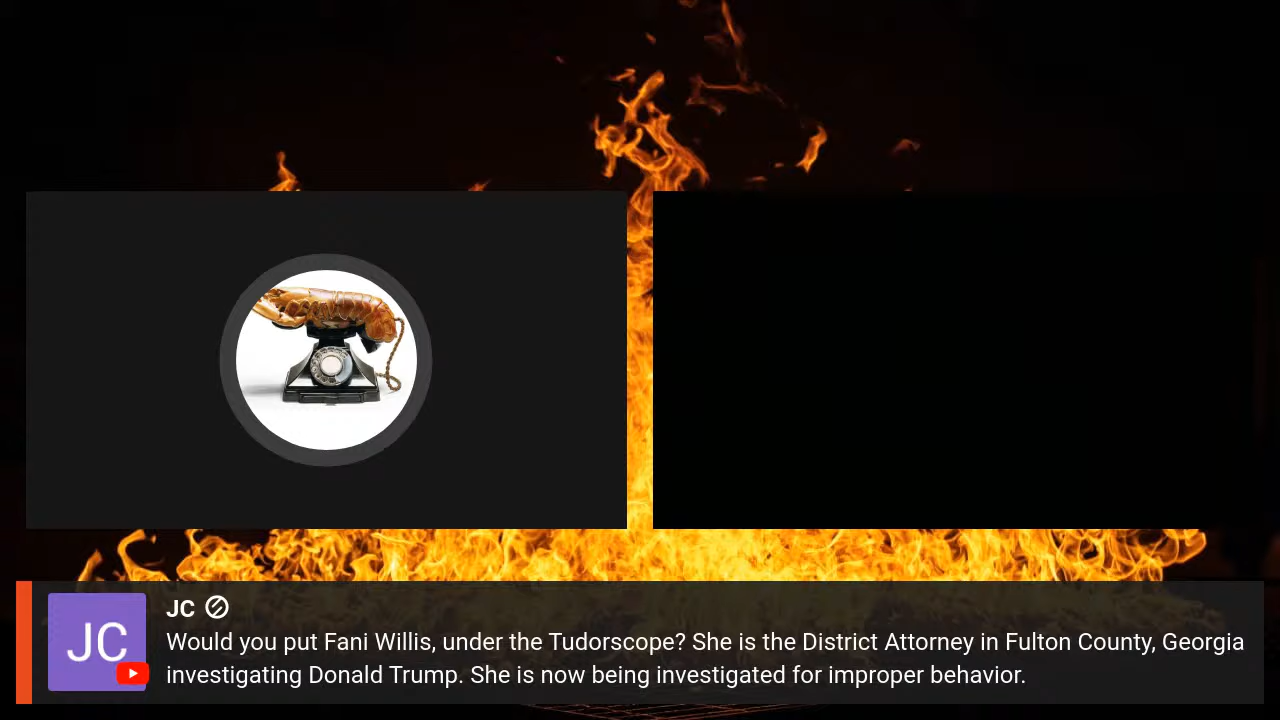 JC
JC
Would you put Fani Willis, under the Tudorscope? She is the District Attorney in Fulton County, Georgia
investigating Donald Trump. She is now being investigated for improper behavior.